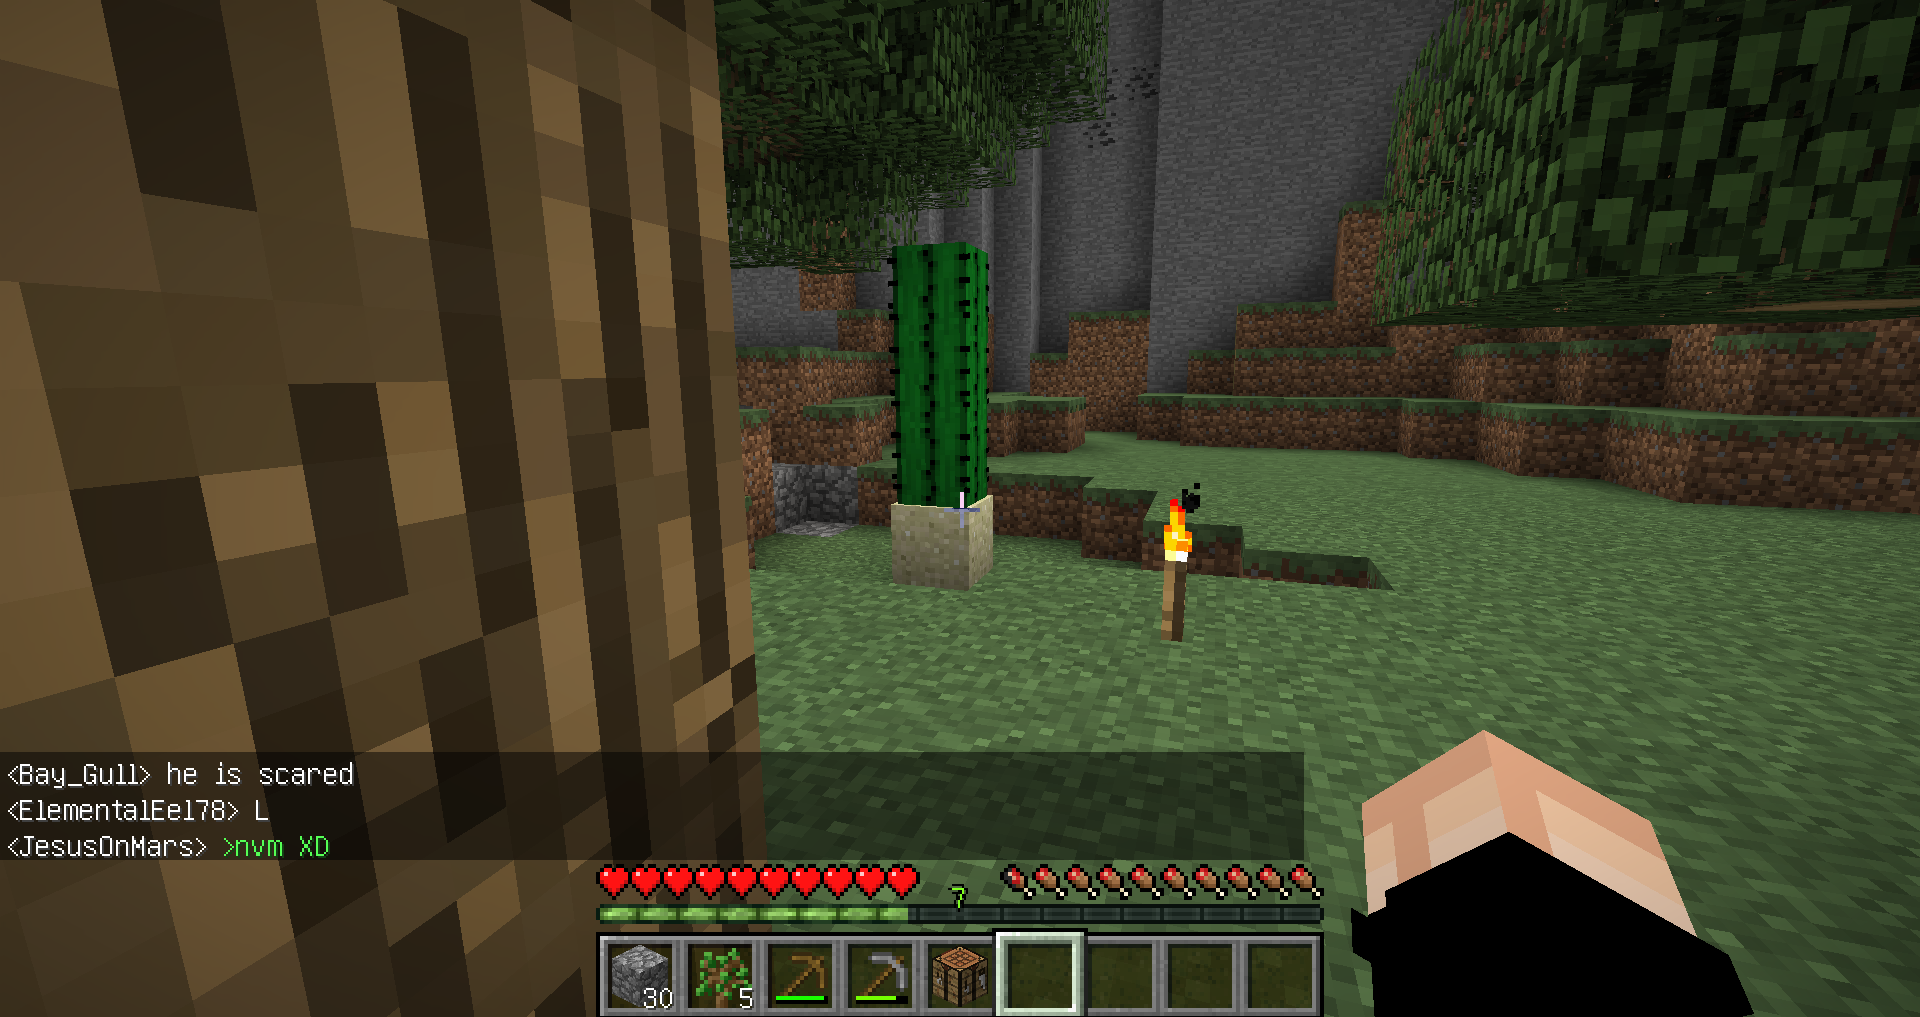 <Bay_Gull> he is scared
<ElementalEel78> L
<JesusOnMars> >nvm XD
7
30
5